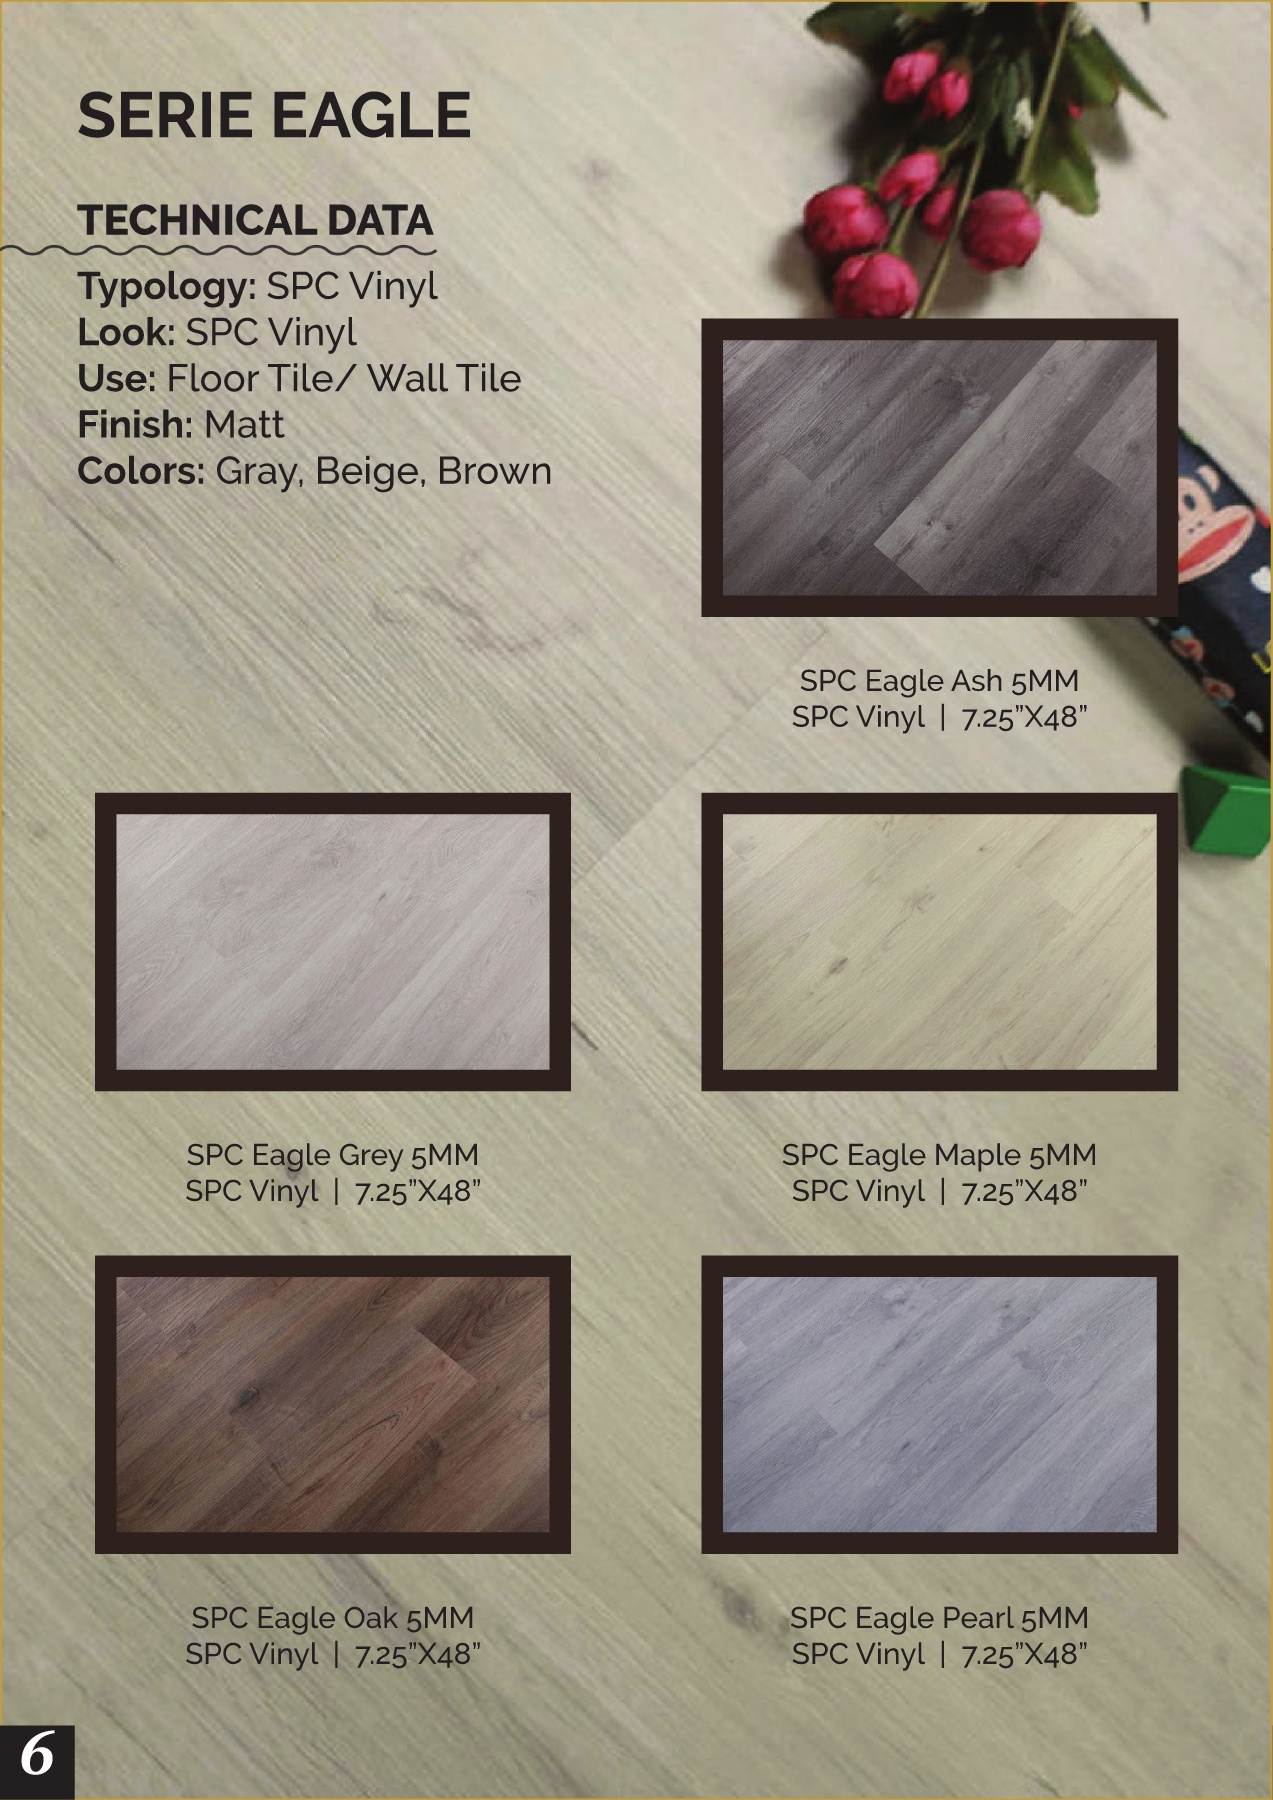 SERIE EAGLE
TECHNICAL DATA
Typology: SPC Vinyl
Look: SPC Vinyl
Use: Floor Tile/ Wall Tile
Finish: Matt
Colors: Gray, Beige, Brown
SPC Eagle Ash 5MM
SPC Vinyl | 7.25”X48”
SPC Eagle Grey 5MM
SPC Vinyl | 7.25”X48”
SPC Eagle Maple 5MM
SPC Vinyl | 7.25”X48”
SPC Eagle Oak 5MM
SPC Vinyl | 7.25”X48”
SPC Eagle Pearl 5MM
SPC Vinyl | 7.25”X48”
6